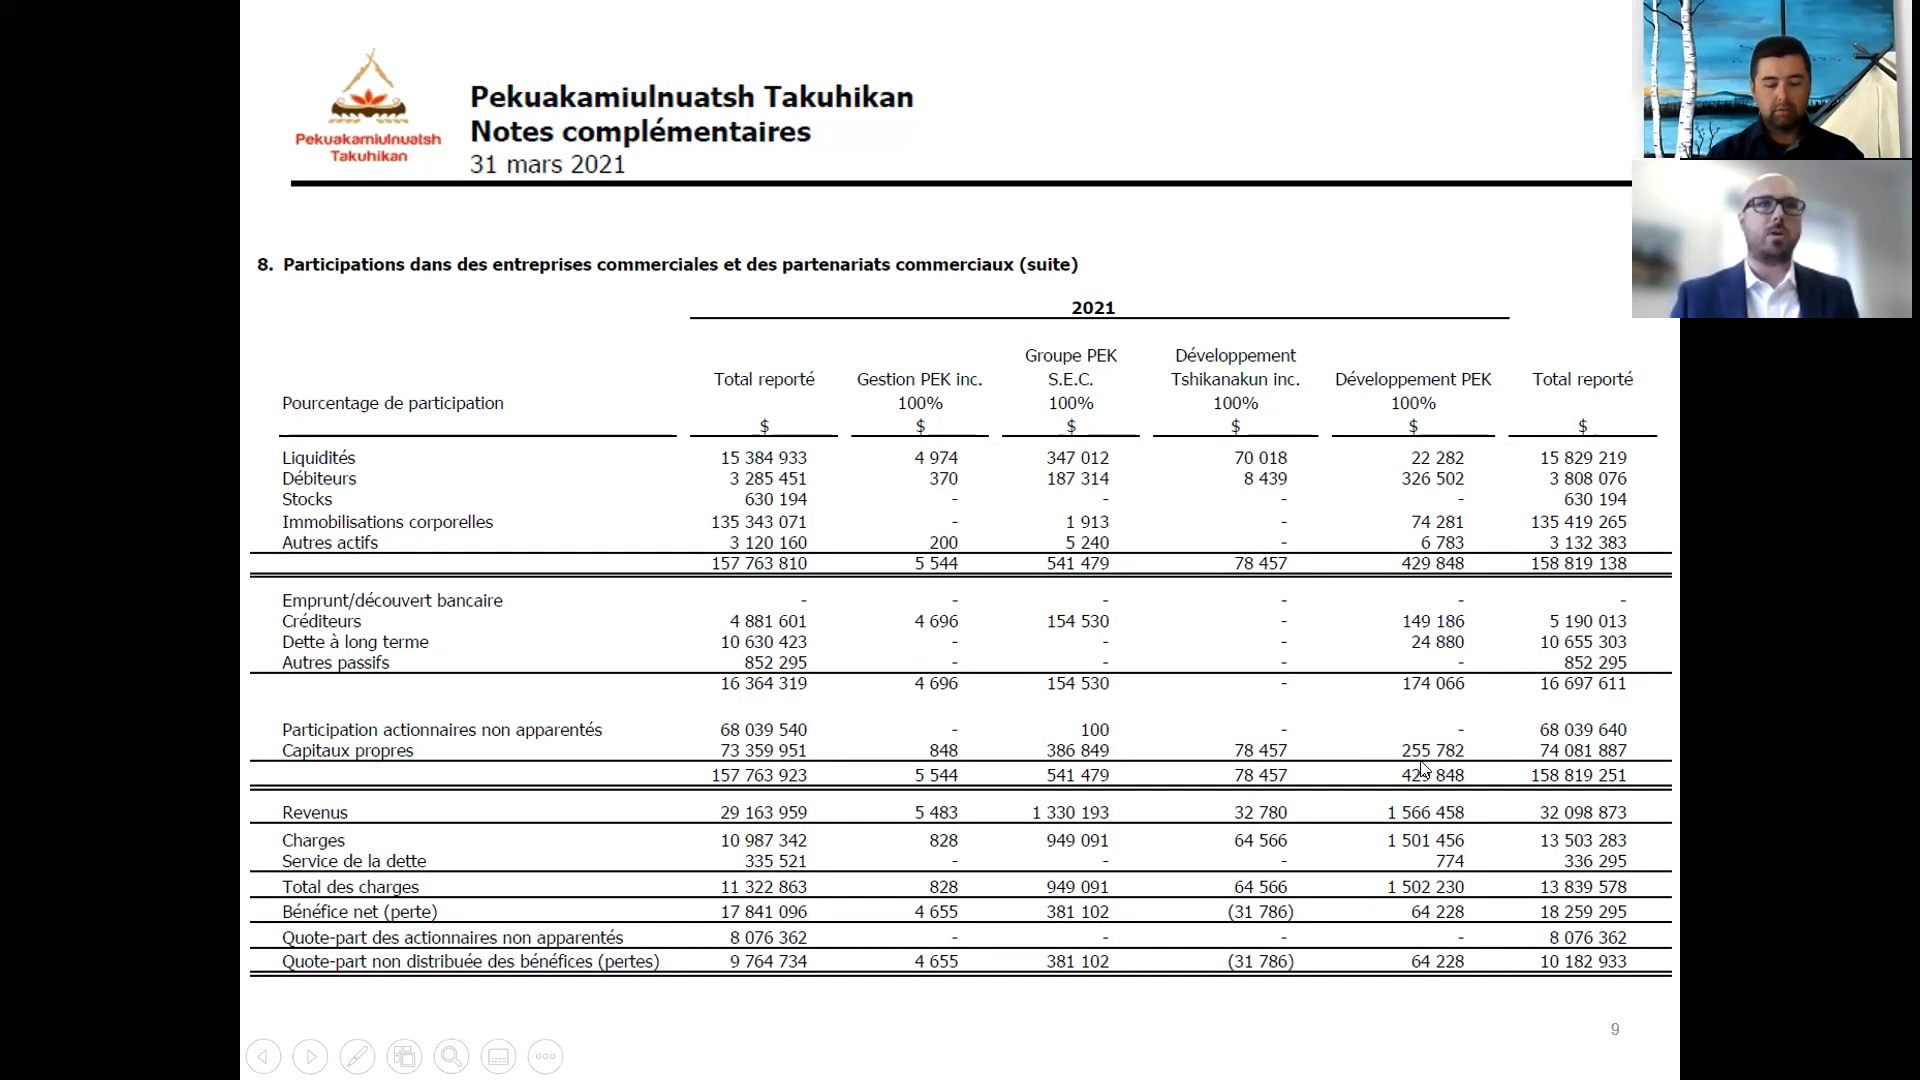 Pekuakamiulnuatsh
Takuhikan
Pekuakamiulnuatsh Takuhikan
Notes complémentaires
31 mars 2021
8. Participations dans des entreprises commerciales et des partenariats commerciaux (suite)
2021
Groupe PEK Développement
Total reporté Gestion PEK inc. S.E.C. Tshikanakun inc. Développement PEK Total reporté
Pourcentage de participation 100% 100% 100% 100%
$ $ $ $ $ $
Liquidités 15 384 933 4 974 347 012 70 018 22 282 15 829 219
Débiteurs 3 285 451 370 187 314 8 439 326 502 3 808 076
Stocks 630 194 - - - - 630 194
Immobilisations corporelles 135 343 071 - 1 913 - 74 281 135 419 265
Autres actifs 3 120 160 200 5 240 - 6 783 3 132 383
157 763 810 5 544 541 479 78 457 429 848 158 819 138
Emprunt/découvert bancaire - - - - - -
Créditeurs 4 881 601 4 696 154 530 - 149 186 5 190 013
Dette à long terme 10 630 423 - - - 24 880 10 655 303
Autres passifs 852 295 - - - - 852 295
16 364 319 4 696 154 530 - 174 066 16 697 611
Participation actionnaires non apparentés 68 039 540 - 100 - - 68 039 640
Capitaux propres 73 359 951 848 386 849 78 457 255 782 74 081 887
157 763 923 5 544 541 479 78 457 429 848 158 819 251
Revenus 29 163 959 5 483 1 330 193 32 780 1 566 458 32 098 873
Charges 10 987 342 828 949 091 64 566 1 501 456 13 503 283
Service de la dette 335 521 - - - 774 336 295
Total des charges 11 322 863 828 949 091 64 566 1 502 230 13 839 578
Bénéfice net (perte) 17 841 096 4 655 381 102 (31 786) 64 228 18 259 295
Quote-part des actionnaires non apparentés 8 076 362 - - - - 8 076 362
Quote-part non distribuée des bénéfices (pertes) 9 764 734 4 655 381 102 (31 786) 64 228 10 182 933
9